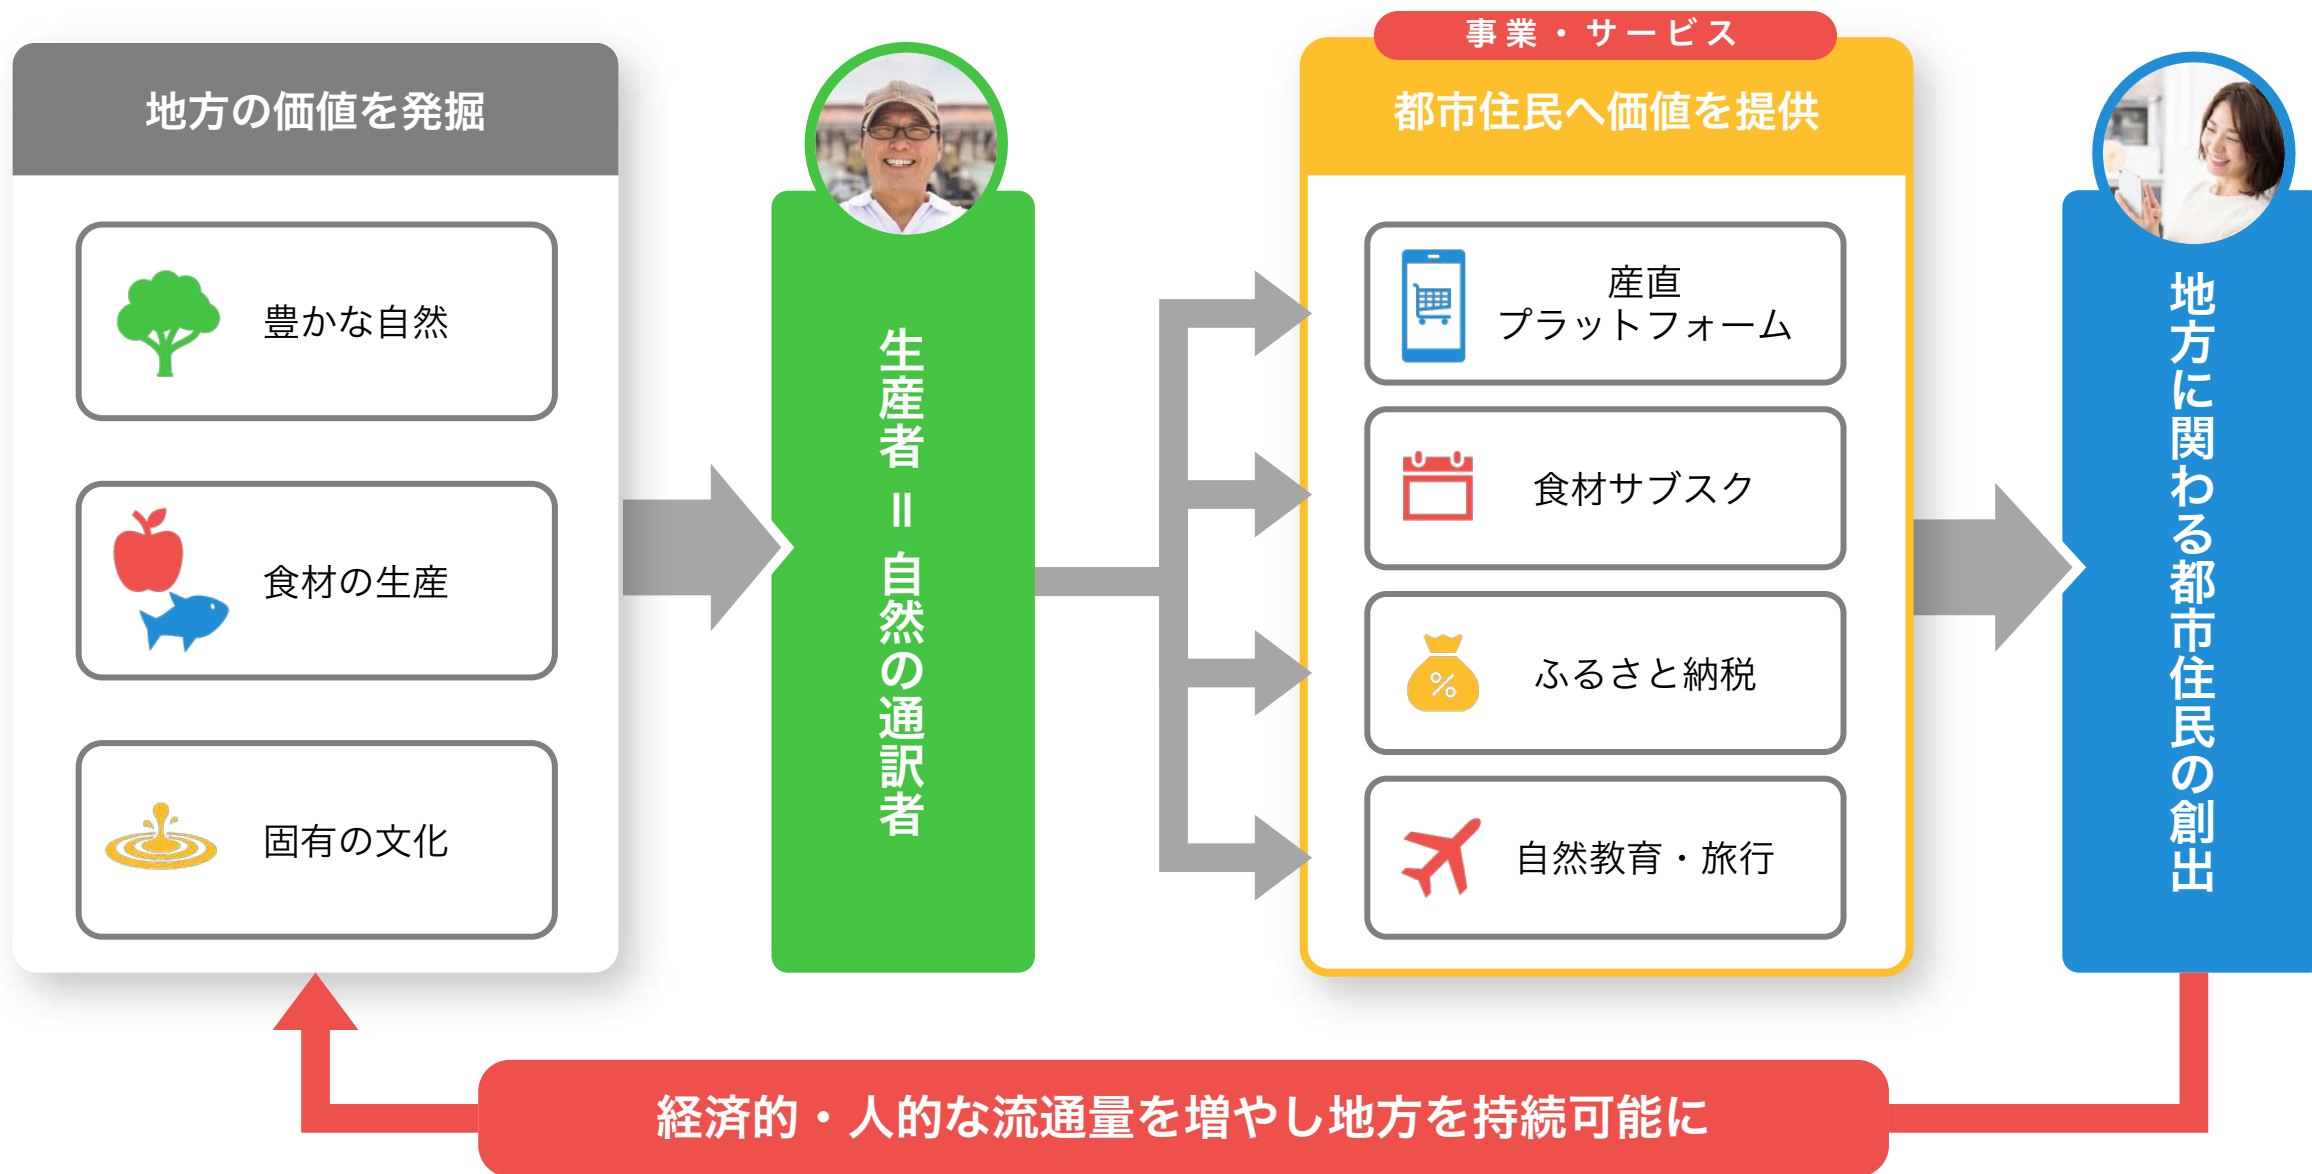 地方の価値を発掘
豊かな自然
食材の生産
固有の文化
生産者＝自然の通訳者
事業・サービス
都市住民へ価値を提供
産直
プラットフォーム
食材サブスク
ふるさと納税
%
自然教育・旅行
地方に関わる都市住民の創出
経済的・人的な流通量を増やし地方を持続可能に